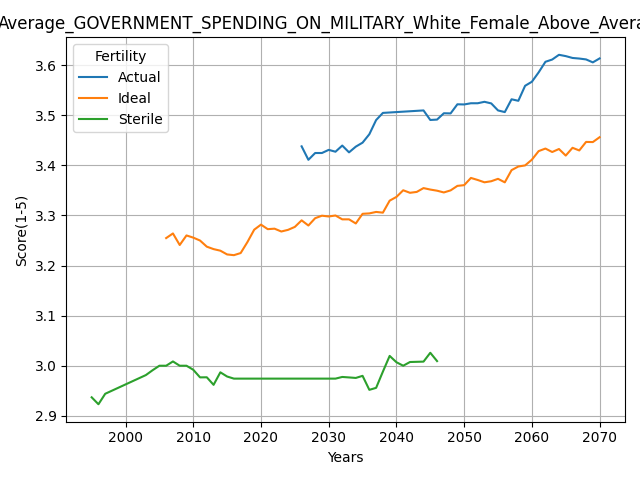 Average_GOVERNMENT_SPENDING_ON_MILITARY_White_Female_Above_Avera
Fertility
Actual
Ideal
Sterile
Score(1-5)
3.6
3.5
3.4
3.3
3.2
3.1
3.0
2.9
2000 2010 2020 2030 2040 2050 2060 2070
Years